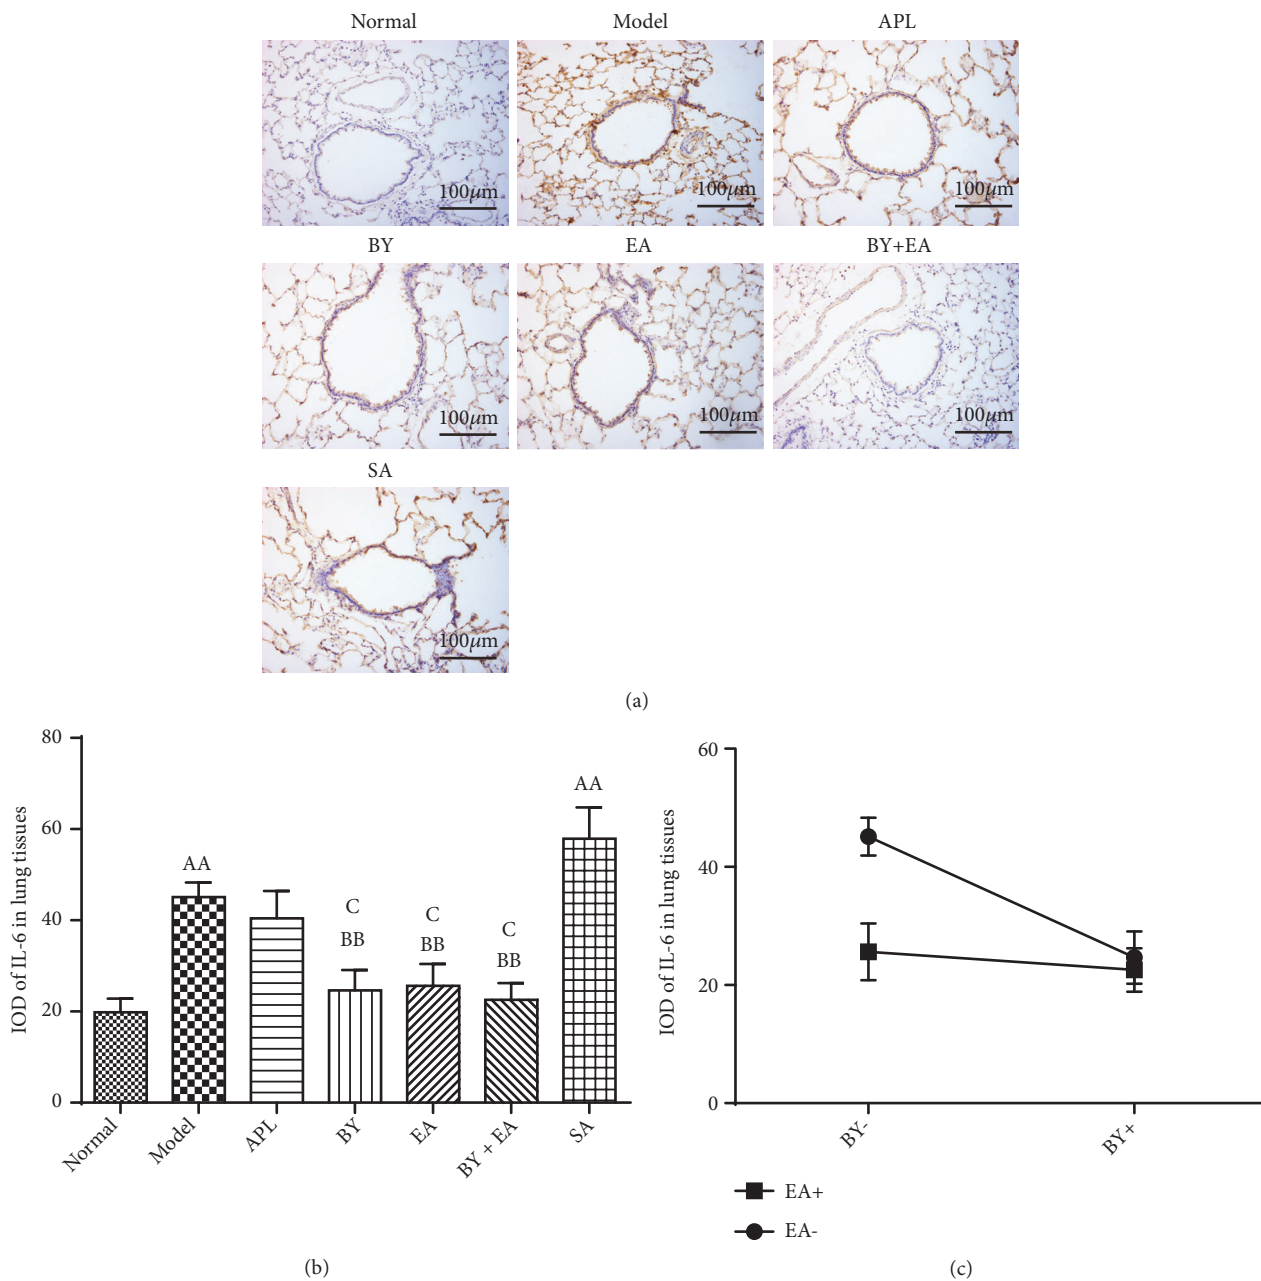 Normal Model APL
100μm 100μm 100μm
BY EA BY+EA
100μm 100μm 100μm
SA
100μm
(a)
IOD of IL-6 in lung tissues
80
60
40
20
0
AA
C
BB
C
BB
C
BB
AA
Normal
Model
APL
BY
EA
BY + EA
SA
(b)
IOD of IL-6 in lung tissues
60
40
20
0
BY-
BY+
EA+
EA-
(c)